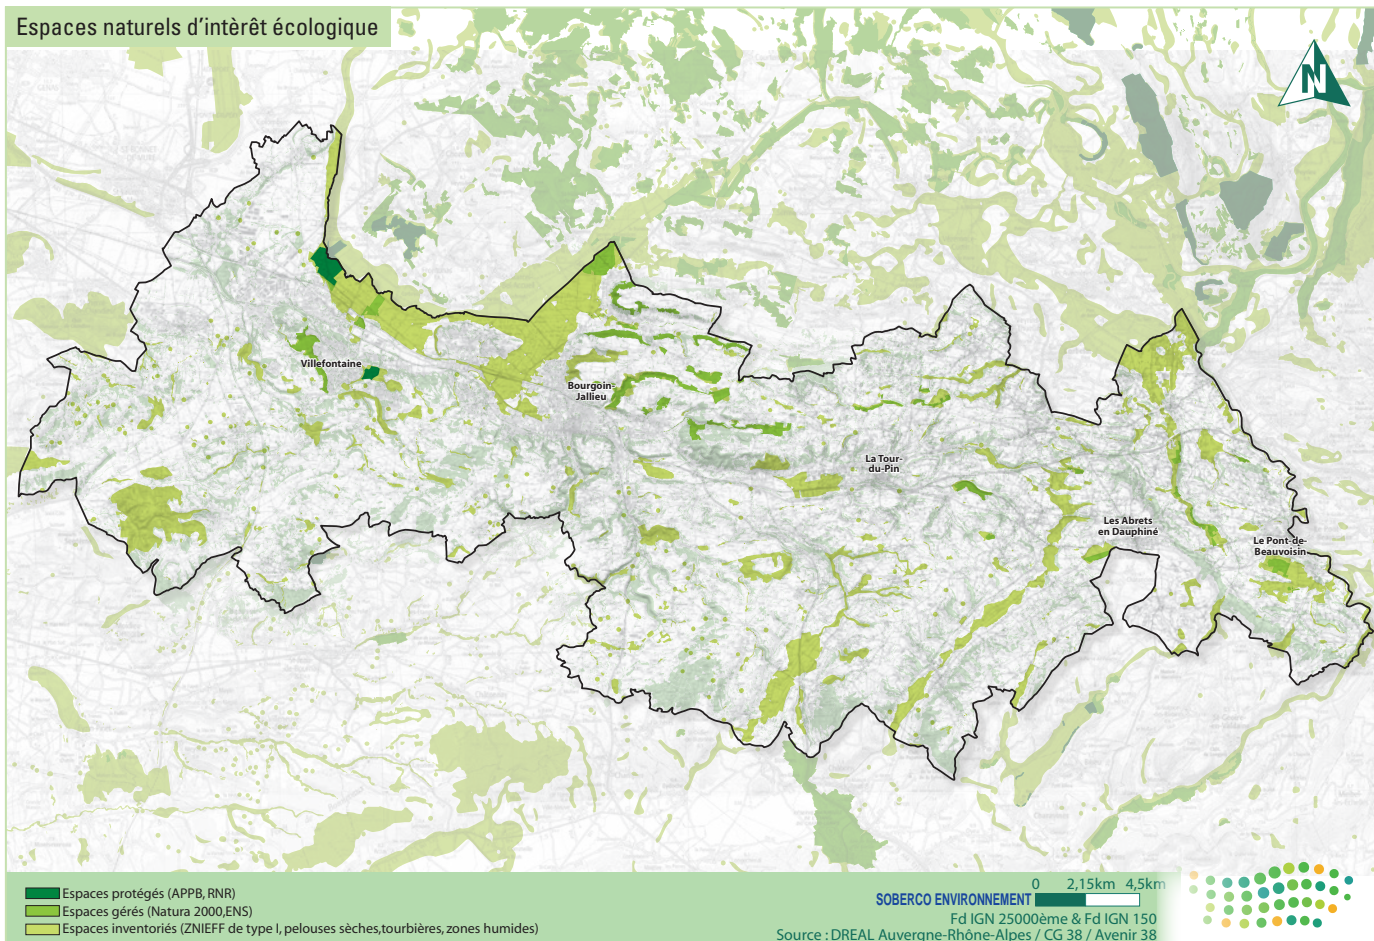 Espaces naturels d'intèrêt écologique
N
Villefontaine
Bourgoin-
Jallieu
La Tour-
du-Pin
Les Abrets
en Dauphiné
Le Pont-de-
Beauvoisin
Espaces protégés (APPB, RNR)
Espaces gérés (Natura 2000,ENS)
Espaces inventoriés (ZNIEFF de type I, pelouses sèches,tourbières, zones humides)
0 2,15km 4,5km
SOBERCO ENVIRONNEMENT
Fd IGN 25000ème & Fd IGN 150
Source : DREAL Auvergne-Rhône-Alpes / CG 38 / Avenir 38